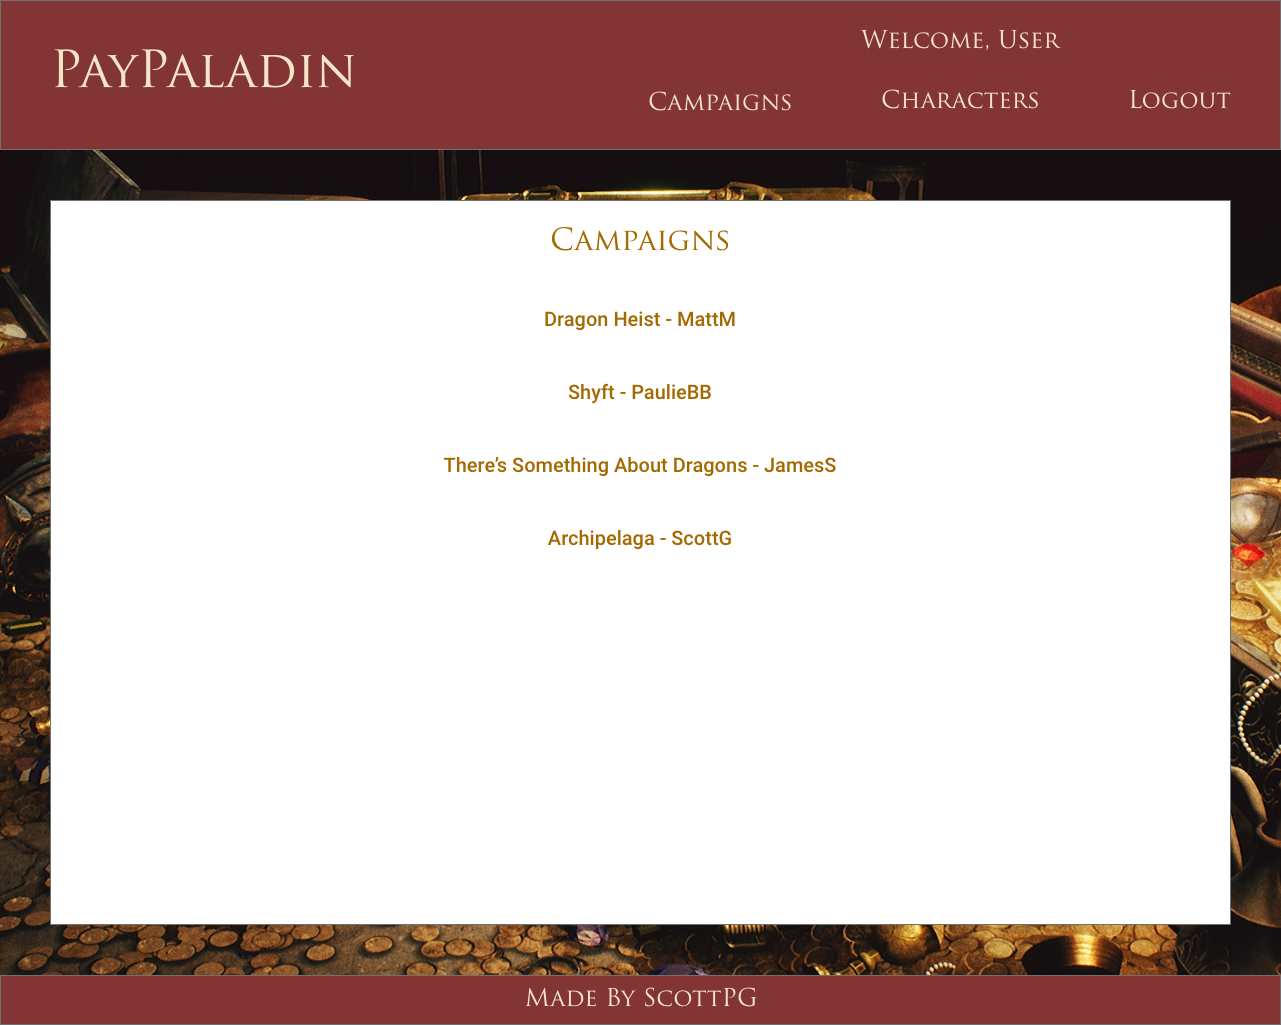 PayPaladin
Welcome, User
Campaigns
Characters
Logout
Campaigns
Dragon Heist - MattM
Shyft - PaulieBB
There’s Something About Dragons - JamesS
Archipelaga - ScottG
Made By ScottPG